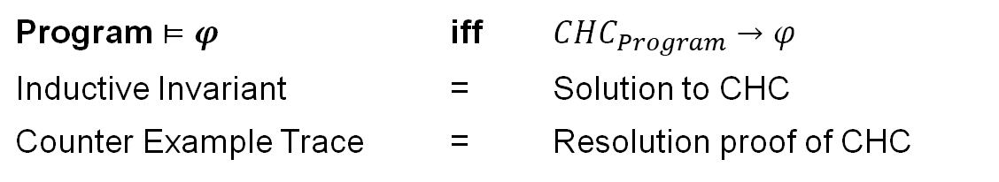 Program ⊨ φ iff CHC_Program → φ
Inductive Invariant = Solution to CHC
Counter Example Trace = Resolution proof of CHC